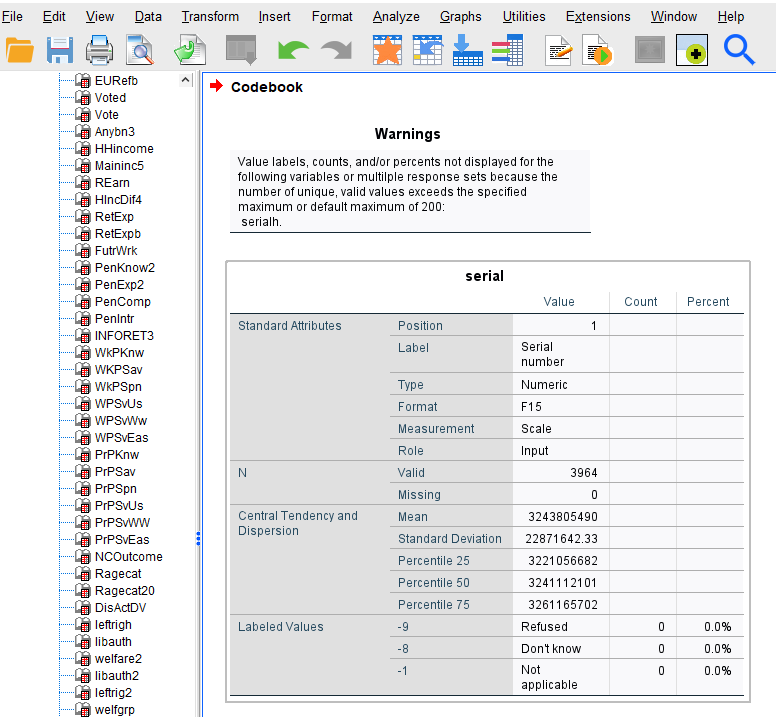 File Edit View Data Transform Insert Format Analyze Graphs Utilities Extensions Window Help
EURefb
Voted
Vote
Anybn3
HHincome
Maininc5
REarn
HIncDif4
RetExp
RetExpb
FutrWrk
PenKnow2
PenExp2
PenComp
PenIntr
INFORET3
WkPKnw
WKPSav
WkPSpn
WPSvUs
WPSvWw
WPSvEas
PrPKnw
PrPSav
PrPSpn
PrPSvUs
PrPSvWW
PrPSvEas
NCOutcome
Ragecat
Ragecat20
DisActDV
leftrigh
libauth
welfare2
libauth2
leftrig2
welfgrp
Codebook
Warnings
Value labels, counts, and/or percents not displayed for the
following variables or multilple response sets because the
number of unique, valid values exceeds the specified
maximum or default maximum of 200:
serialh.
serial
Value Count Percent
Standard Attributes Position 1
Label Serial
number
Type Numeric
Format F15
Measurement Scale
Role Input
N Valid 3964
Missing 0
Central Tendency and Mean 3243805490
Dispersion
Standard Deviation 22871642.33
Percentile 25 3221056682
Percentile 50 3241112101
Percentile 75 3261165702
Labeled Values -9 Refused 0 0.0%
-8 Don't know 0 0.0%
-1 Not 0 0.0%
applicable